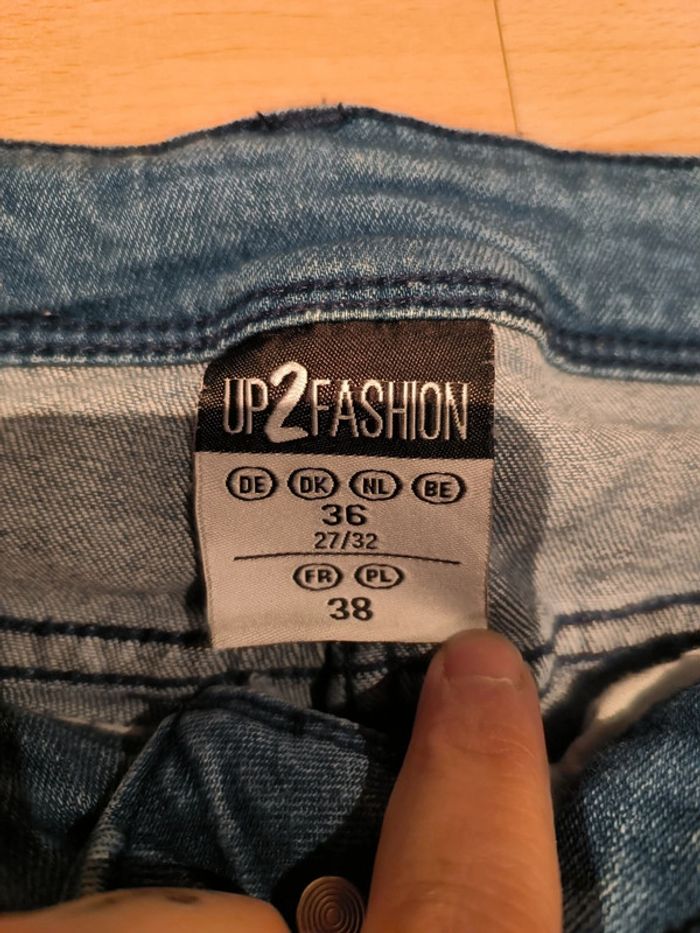 UP2FASHION
DE DK NL BE
36
27/32
FR PL
38